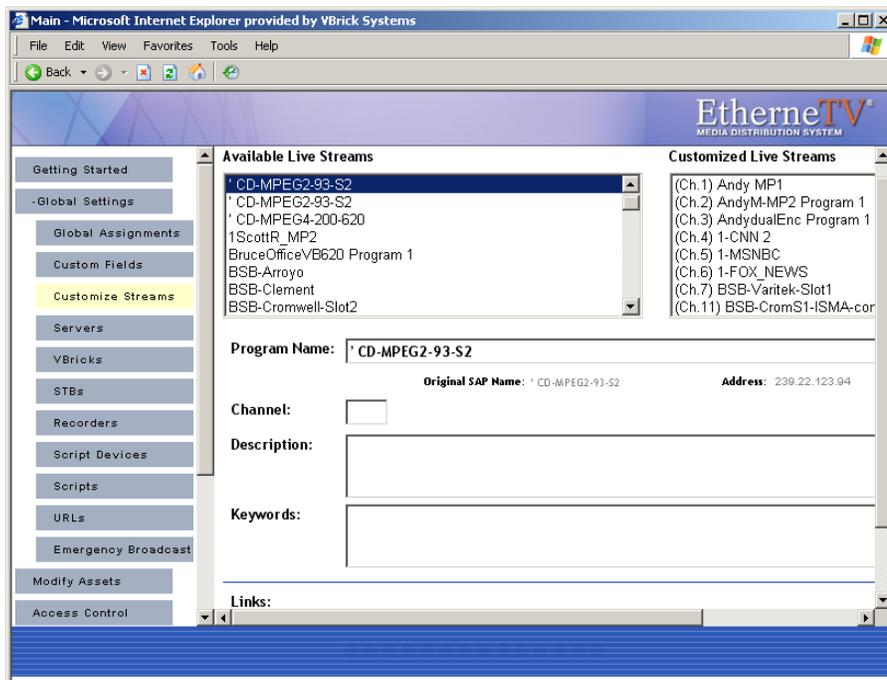 Main - Microsoft Internet Explorer provided by VBrick Systems
File Edit View Favorites Tools Help
Back
EtherneTV®
MEDIA DISTRIBUTION SYSTEM
Getting Started
-Global Settings
Global Assignments
Custom Fields
Customize Streams
Servers
VBricks
STBs
Recorders
Script Devices
Scripts
URLs
Emergency Broadcast
Modify Assets
Access Control
Available Live Streams
' CD-MPEG2-93-S2
' CD-MPEG2-93-S2
' CD-MPEG4-200-620
1ScottR_MP2
BruceOfficeVB620 Program 1
BSB-Arroyo
BSB-Clement
BSB-Cromwell-Slot2
Customized Live Streams
(Ch.1) Andy MP1
(Ch.2) AndyM-MP2 Program 1
(Ch.3) AndydualEnc Program 1
(Ch.4) 1-CNN 2
(Ch.5) 1-MSNBC
(Ch.6) 1-FOX_NEWS
(Ch.7) BSB-Varitek-Slot1
(Ch.11) BSB-CromS1-ISMA-cor
Program Name: ' CD-MPEG2-93-S2
Original SAP Name: ' CD-MPEG2-93-S2 Address: 239.22.123.94
Channel:
Description:
Keywords:
Links: